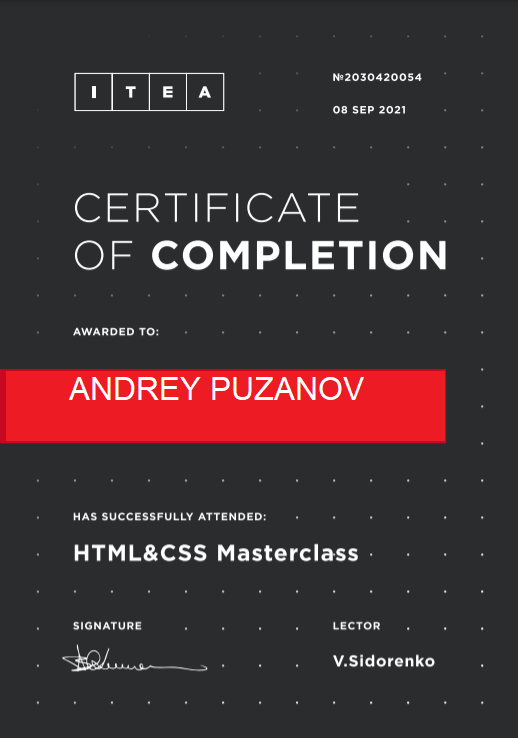 ITEA
№2030420054
08 SEP 2021
CERTIFICATE
OF COMPLETION
AWARDED TO:
ANDREY PUZANOV
HAS SUCCESSFULLY ATTENDED:
HTML&CSS Masterclass
SIGNATURE
LECTOR
V.Sidorenko